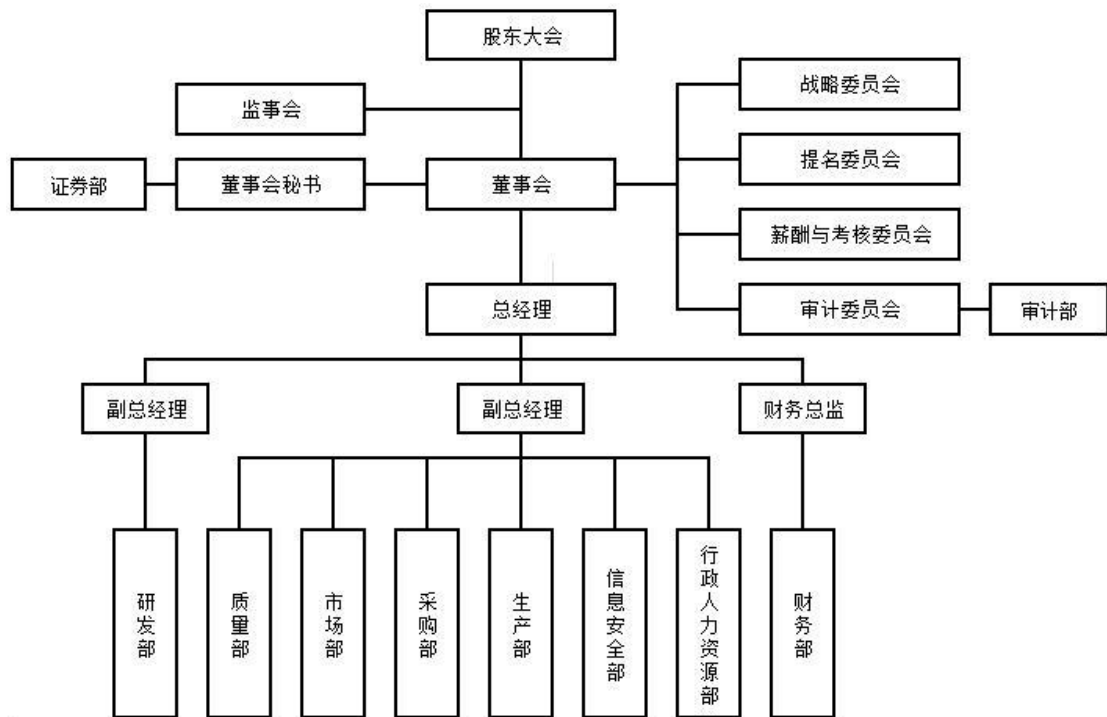 股东大会
监事会
战略委员会
提名委员会
证券部
董事会秘书
董事会
薪酬与考核委员会
总经理
审计委员会
审计部
副总经理
副总经理
财务总监
研发部
质量部
市场部
采购部
生产部
信息安全部
行政人力资源部
财务部